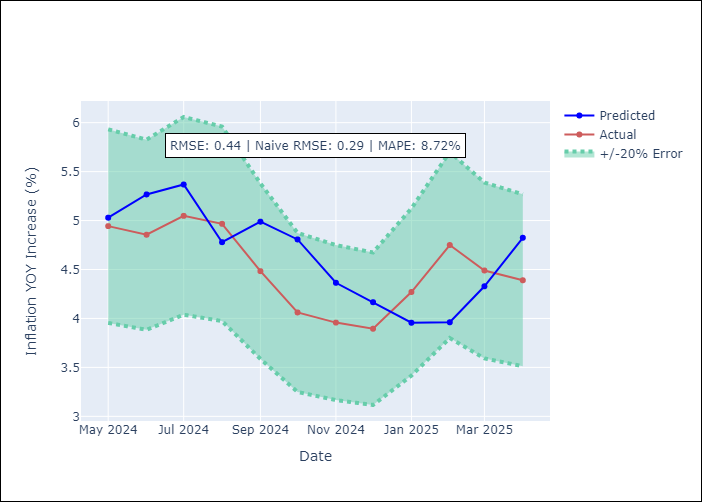 RMSE: 0.44 | Naive RMSE: 0.29 | MAPE: 8.72%
Predicted
Actual
+/-20% Error
Inflation YOY Increase (%)
6
5.5
5
4.5
4
3.5
3
May 2024
Jul 2024
Sep 2024
Nov 2024
Jan 2025
Mar 2025
Date